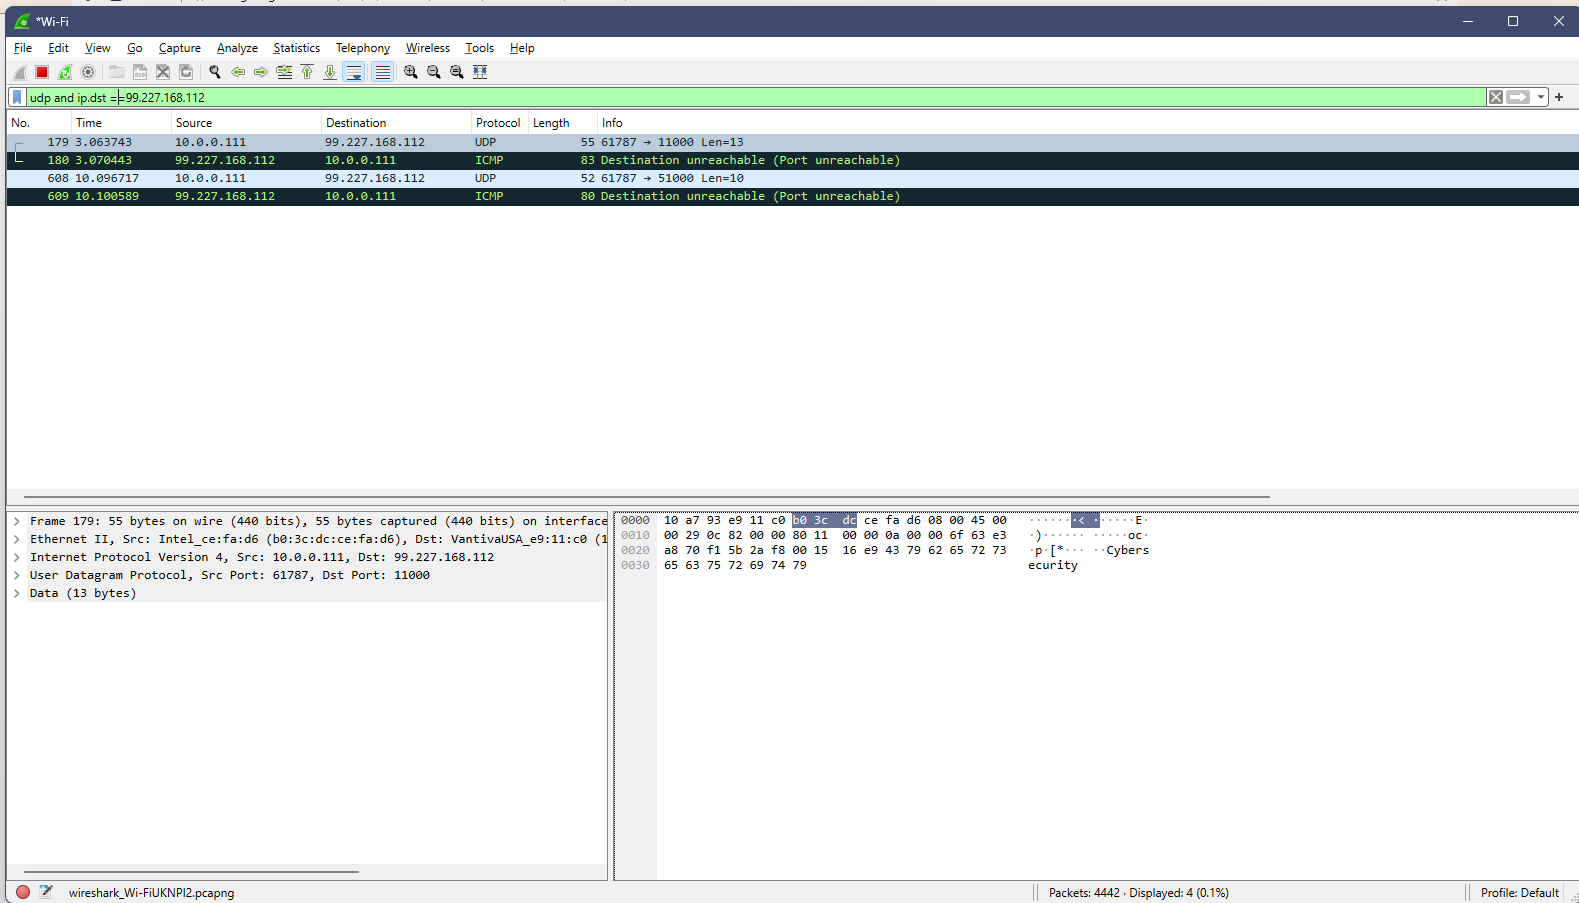 *Wi-Fi
File Edit View Go Capture Analyze Statistics Telephony Wireless Tools Help
udp and ip.dst ==99.227.168.112
No. Time Source Destination Protocol Length Info
179 3.063743 10.0.0.111 99.227.168.112 UDP 55 61787 → 11000 Len=13
180 3.070443 99.227.168.112 10.0.0.111 ICMP 83 Destination unreachable (Port unreachable)
608 10.096717 10.0.0.111 99.227.168.112 UDP 52 61787 → 51000 Len=10
609 10.100589 99.227.168.112 10.0.0.111 ICMP 80 Destination unreachable (Port unreachable)
Frame 179: 55 bytes on wire (440 bits), 55 bytes captured (440 bits) on interface
Ethernet II, Src: Intel_ce:fa:d6 (b0:3c:dc:ce:fa:d6), Dst: VantivaUSA_e9:11:c0 (1
Internet Protocol Version 4, Src: 10.0.0.111, Dst: 99.227.168.112
User Datagram Protocol, Src Port: 61787, Dst Port: 11000
Data (13 bytes)
0000 10 a7 93 e9 11 c0 b0 3c dc ce fa d6 08 00 45 00 ·······< ······E·
0010 00 29 0c 82 00 00 80 11 00 00 0a 00 00 6f 63 e3 ·)······ ·····oc·
0020 a8 70 f1 5b 2a f8 00 15 16 e9 43 79 62 65 72 73 ·p·[*··· ··Cybers
0030 65 63 75 72 69 74 79 ecurity
wireshark_Wi-FiUKNPI2.pcapng
Packets: 4442 · Displayed: 4 (0.1%)
Profile: Default